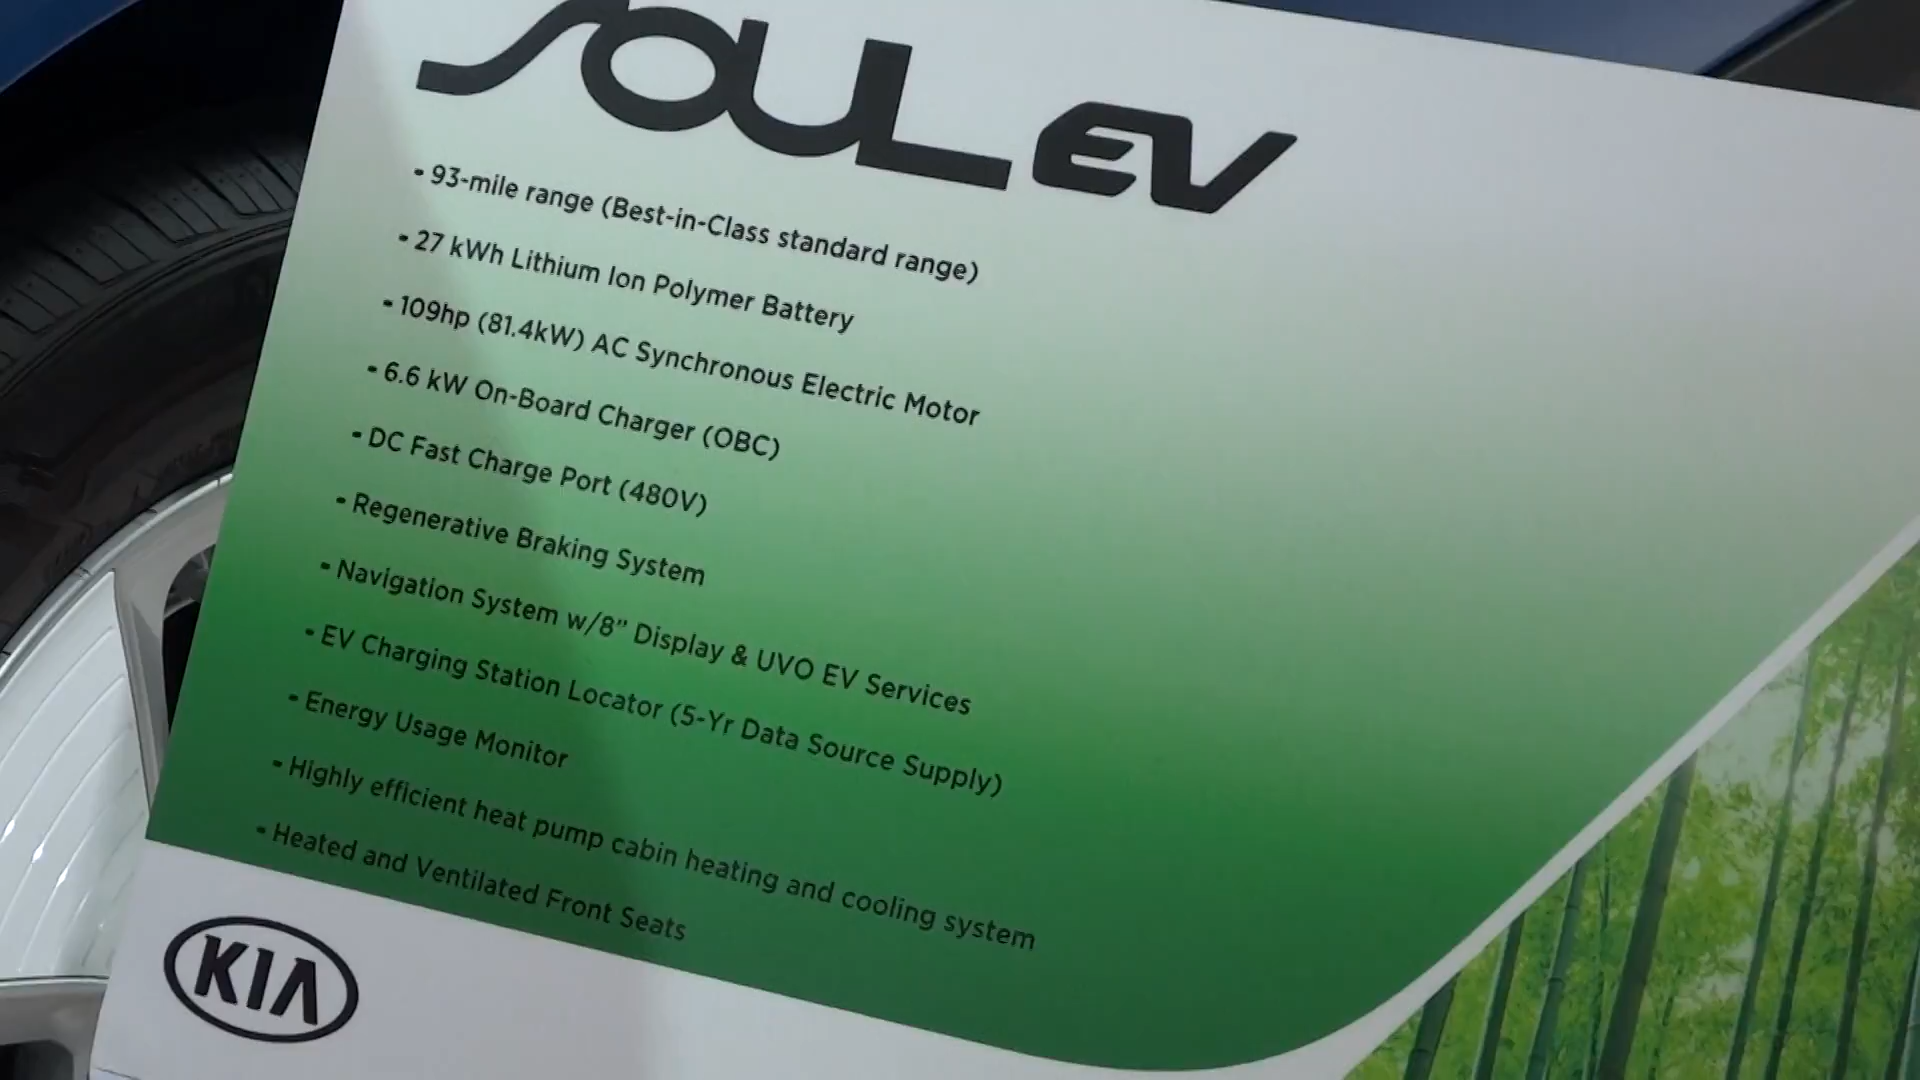 SOUL EV
- 93-mile range (Best-in-Class standard range)
- 27 kWh Lithium Ion Polymer Battery
- 109hp (81.4kW) AC Synchronous Electric Motor
- 6.6 kW On-Board Charger (OBC)
- DC Fast Charge Port (480V)
- Regenerative Braking System
- Navigation System w/8” Display & UVO EV Services
- EV Charging Station Locator (5-Yr Data Source Supply)
- Energy Usage Monitor
- Highly efficient heat pump cabin heating and cooling system
- Heated and Ventilated Front Seats
KIA